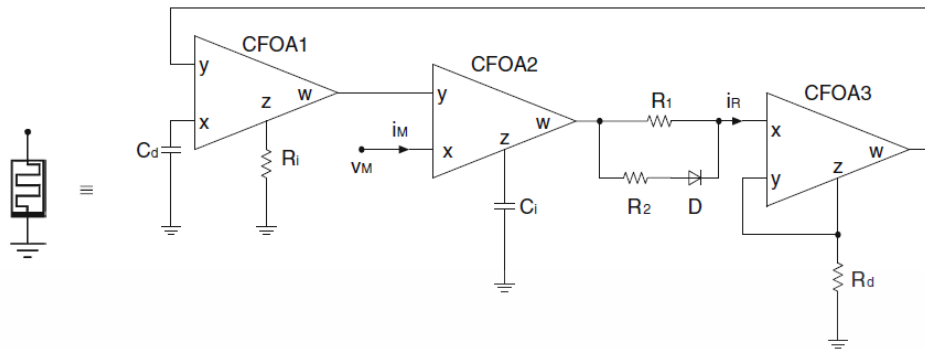 CFOA1
y
z
w
x
Cd
Ri
≡
CFOA2
y
z
w
x
iM
vM
Ci
R1
R2
D
iR
CFOA3
x
w
y
z
Rd